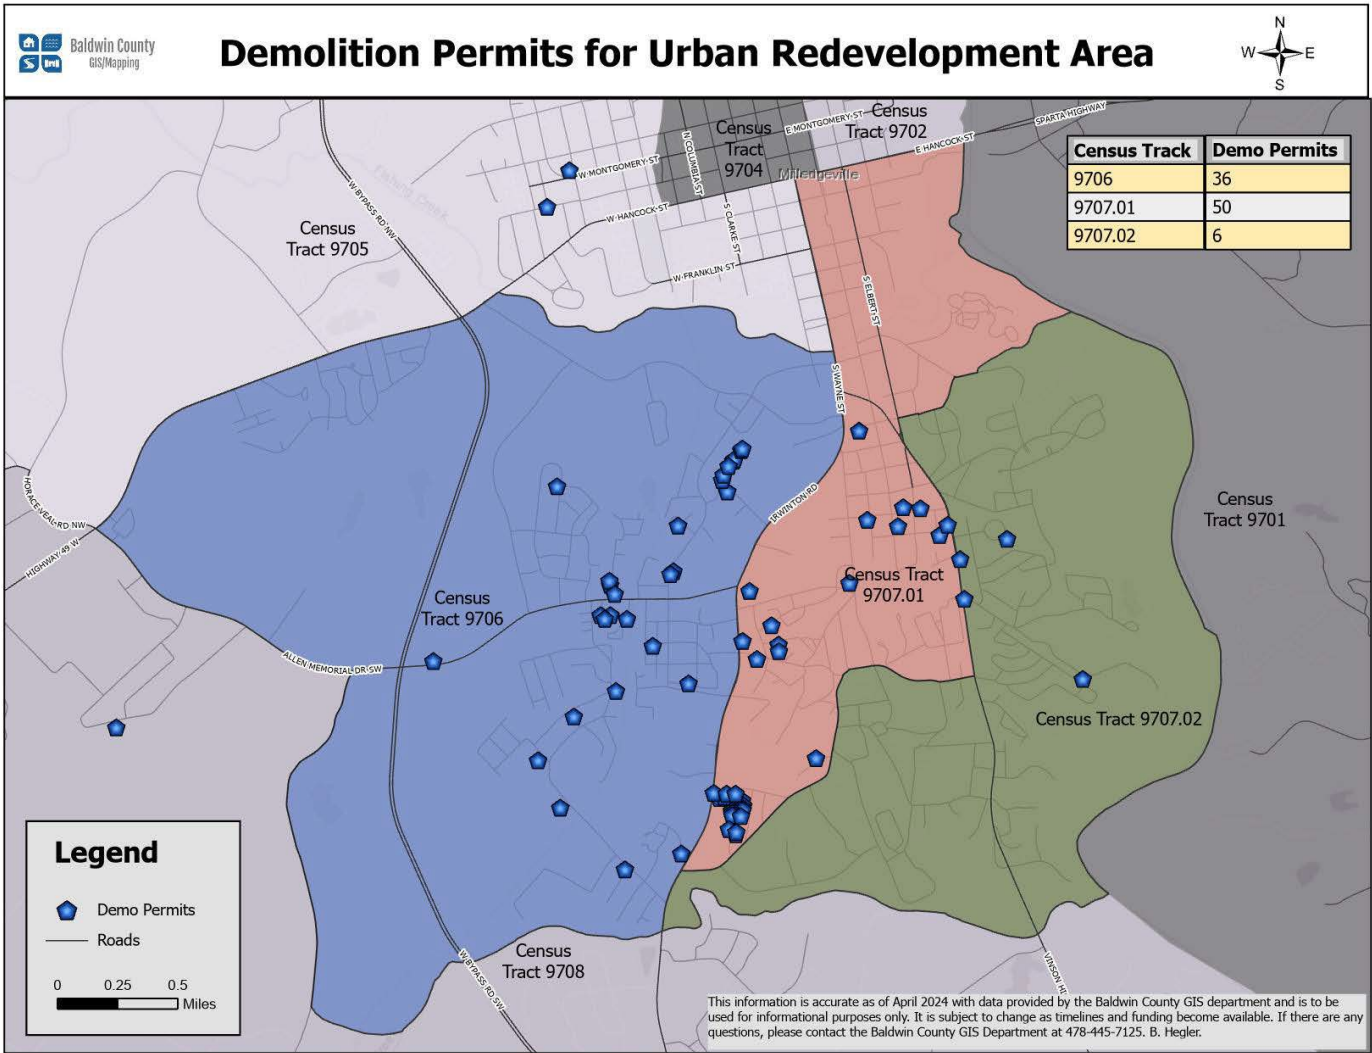 Baldwin County
GIS/Mapping
Demolition Permits for Urban Redevelopment Area
N
W
E
S
Census Track
Demo Permits
9706
36
9707.01
50
9707.02
6
SPARTA HIGHWAY
Census
Tract 9702
E MONTGOMERY ST
E HANCOCK ST
Census
Tract
9704
N COLUMBIA ST
Milledgeville
W MONTGOMERY ST
Fishing Creek
W BYPASS RD NW
W HANCOCK ST
S CLARKE ST
Census
Tract 9705
W FRANKLIN ST
S ELBERT ST
S WAYNE ST
HORACE VEAL RD NW
HIGHWAY 49 W
IRWINTON RD
Census
Tract 9701
Census Tract
9707.01
Census
Tract 9706
ALLEN MEMORIAL DR SW
Census Tract 9707.02
Census
Tract 9708
W BYPASS RD SW
VINSON H
Legend
Demo Permits
Roads
0
0.25
0.5
Miles
This information is accurate as of April 2024 with data provided by the Baldwin County GIS department and is to be
used for informational purposes only. It is subject to change as timelines and funding become available. If there are any
questions, please contact the Baldwin County GIS Department at 478-445-7125. B. Hegler.